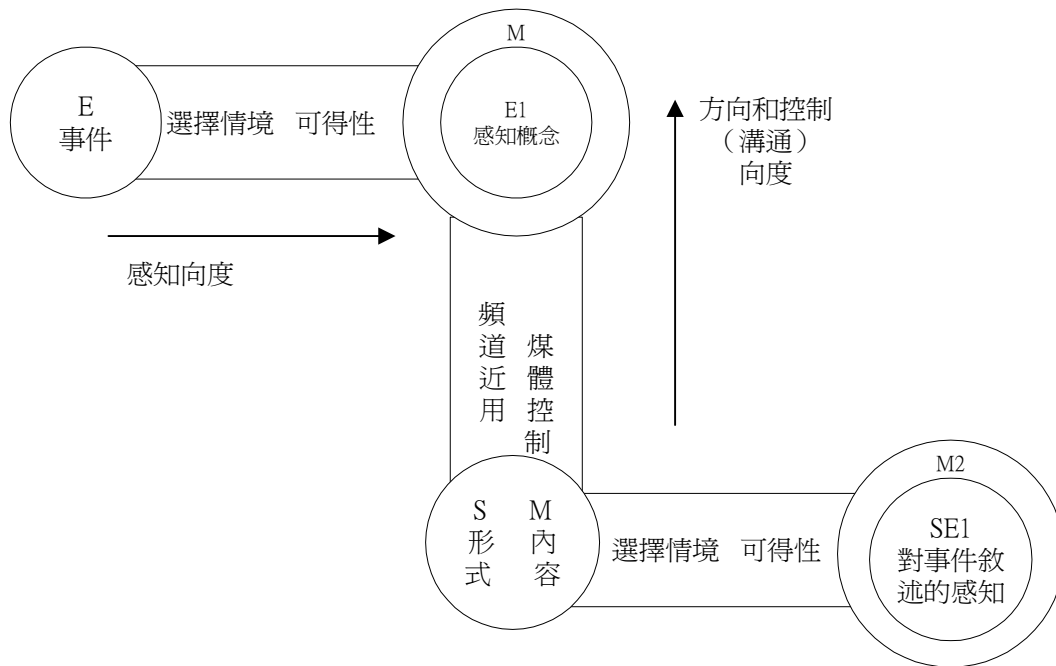 E
事件
選擇情境 可得性
M
E1
感知概念
方向和控制
（溝通）
向度
感知向度
頻道近用
煤體控制
S M
形式
內容
選擇情境 可得性
M2
SE1
對事件敘
述的感知